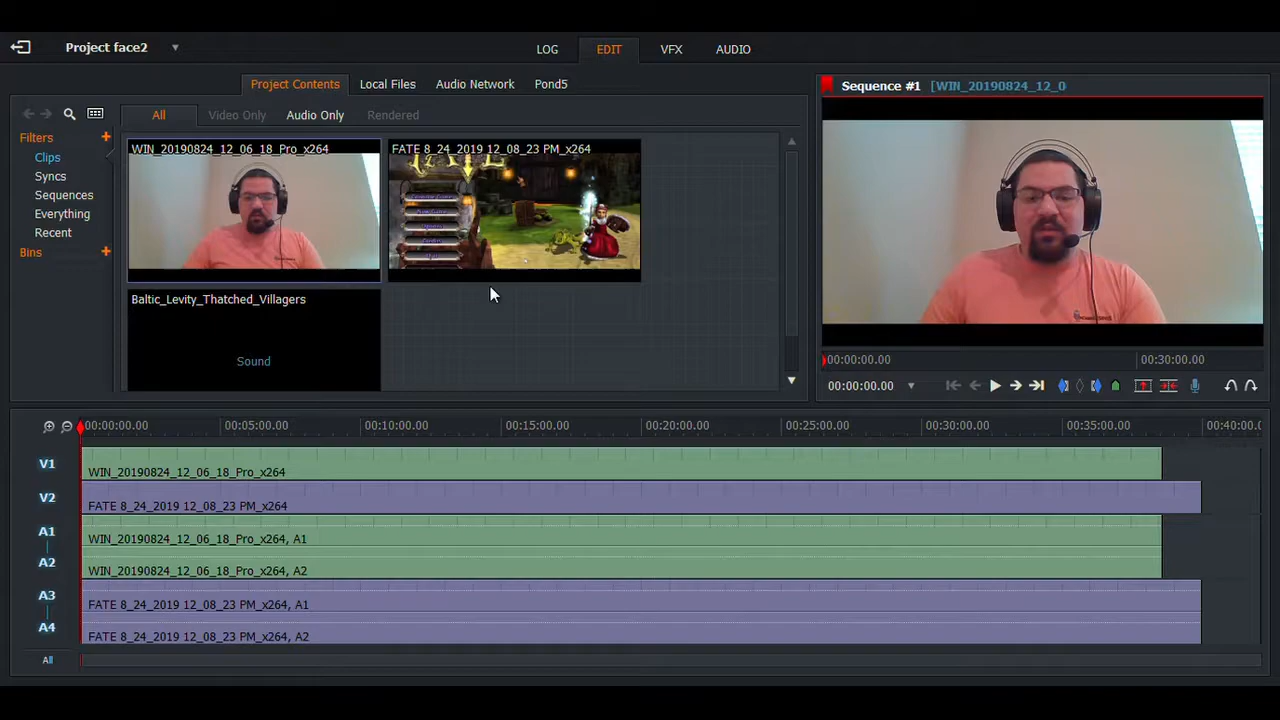 Project face2
LOG EDIT VFX AUDIO
Project Contents Local Files Audio Network Pond5
Sequence #1 [WIN_20190824_12_0
All Video Only Audio Only Rendered
Filters +
Clips
Syncs
Sequences
Everything
Recent
Bins +
WIN_20190824_12_06_18_Pro_x264
FATE 8_24_2019 12_08_23 PM_x264
Baltic_Levity_Thatched_Villagers
Sound
00:00:00.00 00:30:00.00
00:00:00.00
00:00:00.00 00:05:00.00 00:10:00.00 00:15:00.00 00:20:00.00 00:25:00.00 00:30:00.00 00:35:00.00 00:40:00.0
V1 WIN_20190824_12_06_18_Pro_x264
V2 FATE 8_24_2019 12_08_23 PM_x264
A1 WIN_20190824_12_06_18_Pro_x264, A1
A2 WIN_20190824_12_06_18_Pro_x264, A2
A3 FATE 8_24_2019 12_08_23 PM_x264, A1
A4 FATE 8_24_2019 12_08_23 PM_x264, A2
All